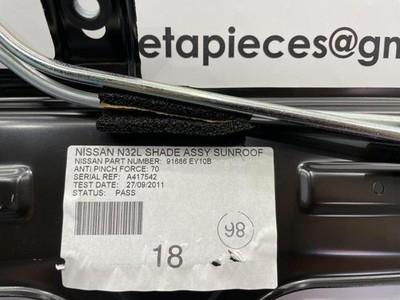 etapieces@gm
NISSAN N32L SHADE ASSY SUNROOF
NISSAN PART NUMBER: 91686 EY10B
ANTI PINCH FORCE: 70
SERIAL REF: A417542
TEST DATE: 27/09/2011
STATUS: PASS
98
18